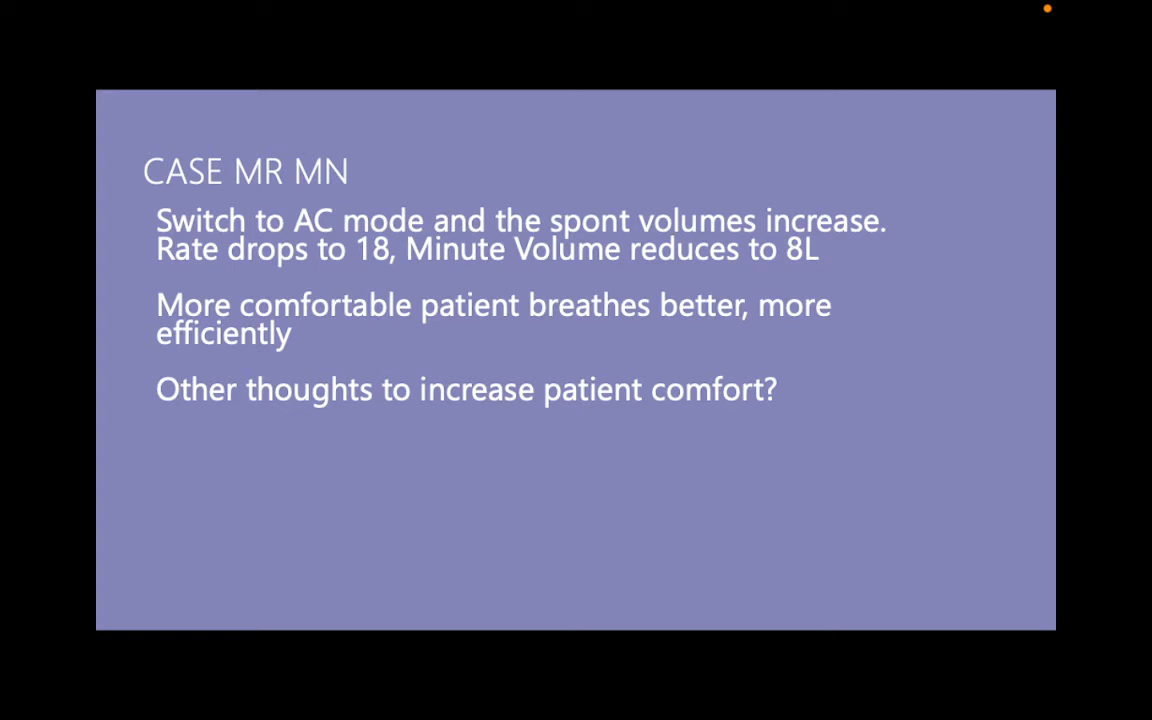 CASE MR MN
Switch to AC mode and the spont volumes increase.
Rate drops to 18, Minute Volume reduces to 8L
More comfortable patient breathes better, more
efficiently
Other thoughts to increase patient comfort?